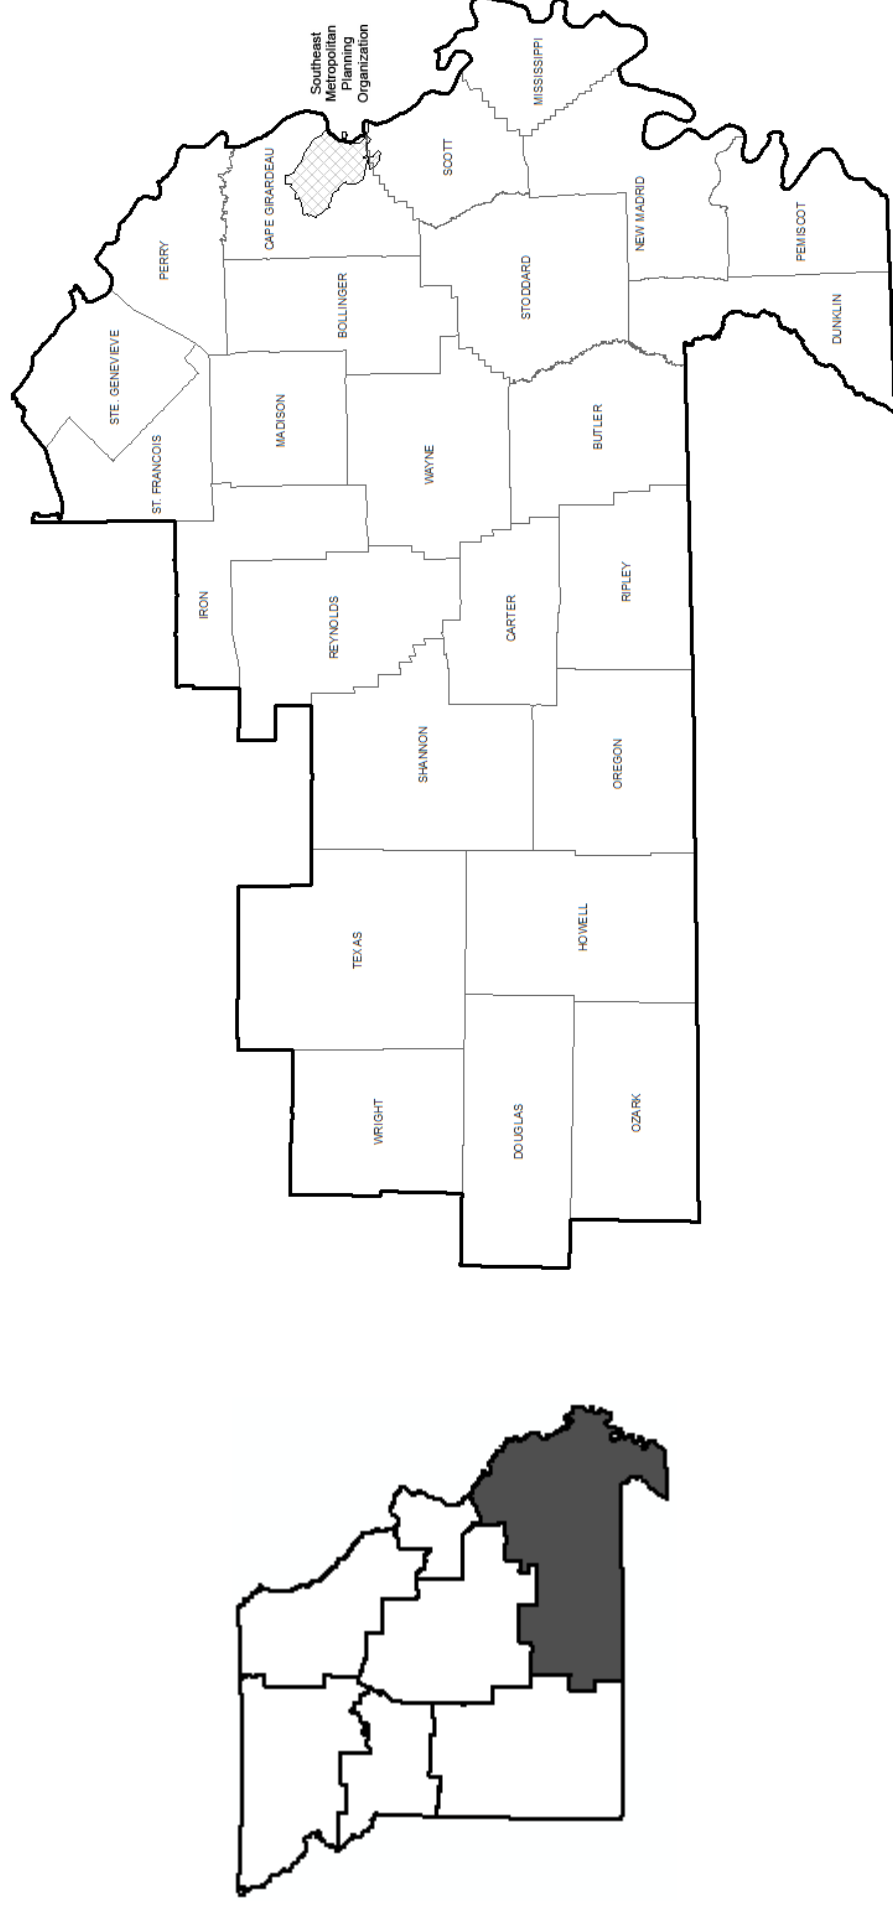 Southeast
Metropolitan
Planning
Organization
STE. GENEVIEVE
PERRY
ST. FRANCOIS
CAPE GIRARDEAU
IRON
MADISON
BOLLINGER
REYNOLDS
WAYNE
SCOTT
MISSISSIPPI
TEXAS
WRIGHT
SHANNON
CARTER
STODDARD
BUTLER
NEW MADRID
DOUGLAS
HOWELL
OREGON
RIPLEY
OZARK
DUNKLIN
PEMISCOT